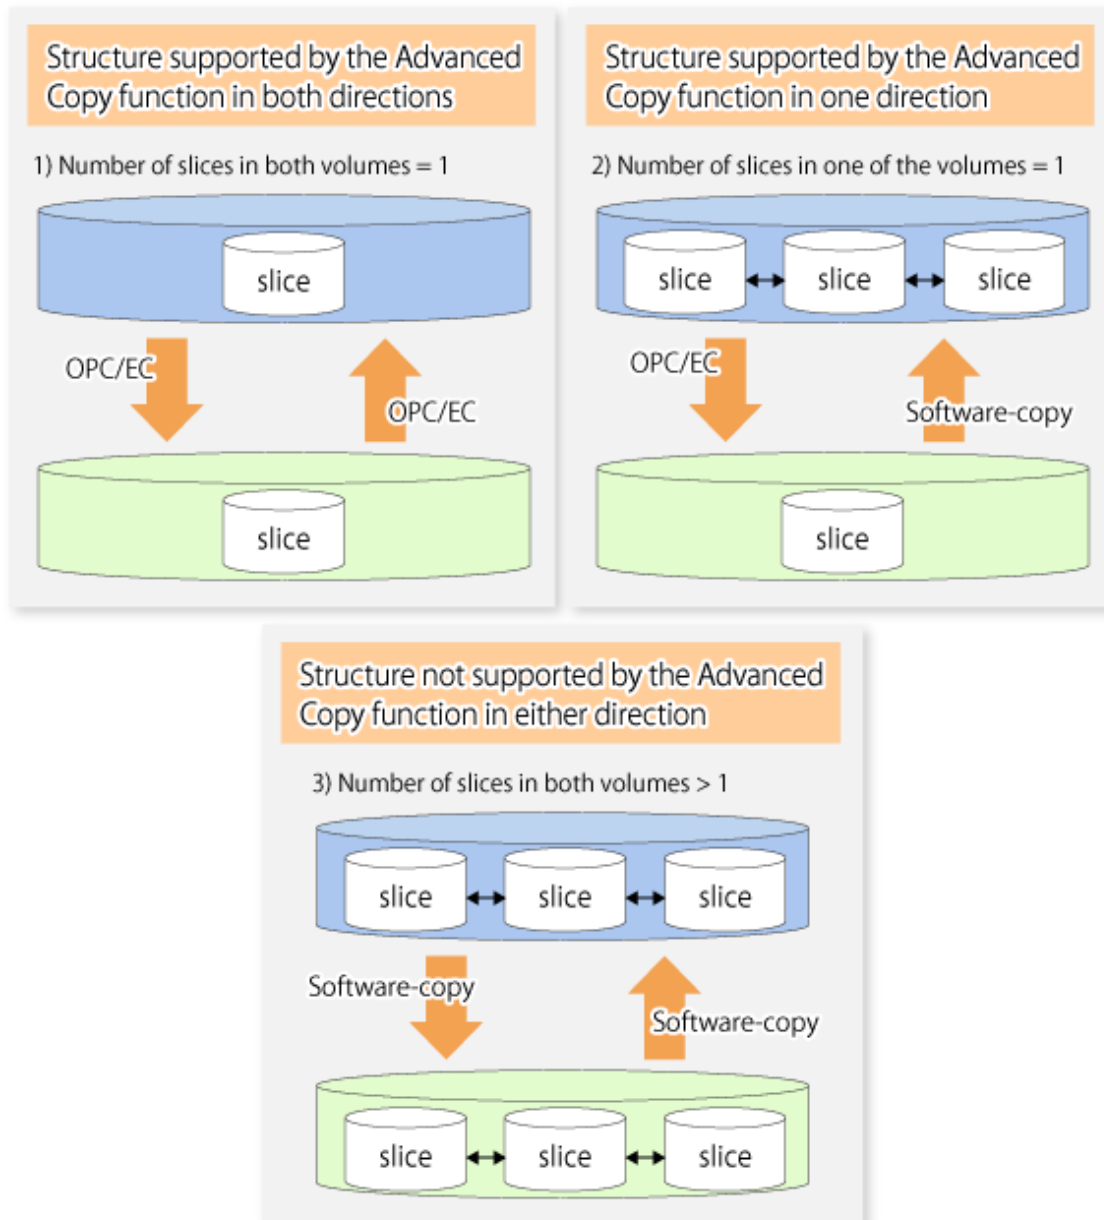 Structure supported by the Advanced
Copy function in both directions
1) Number of slices in both volumes = 1
slice
OPC/EC
OPC/EC
slice
Structure supported by the Advanced
Copy function in one direction
2) Number of slices in one of the volumes = 1
slice slice slice
OPC/EC
Software-copy
slice
Structure not supported by the Advanced
Copy function in either direction
3) Number of slices in both volumes > 1
slice slice slice
Software-copy
Software-copy
slice slice slice